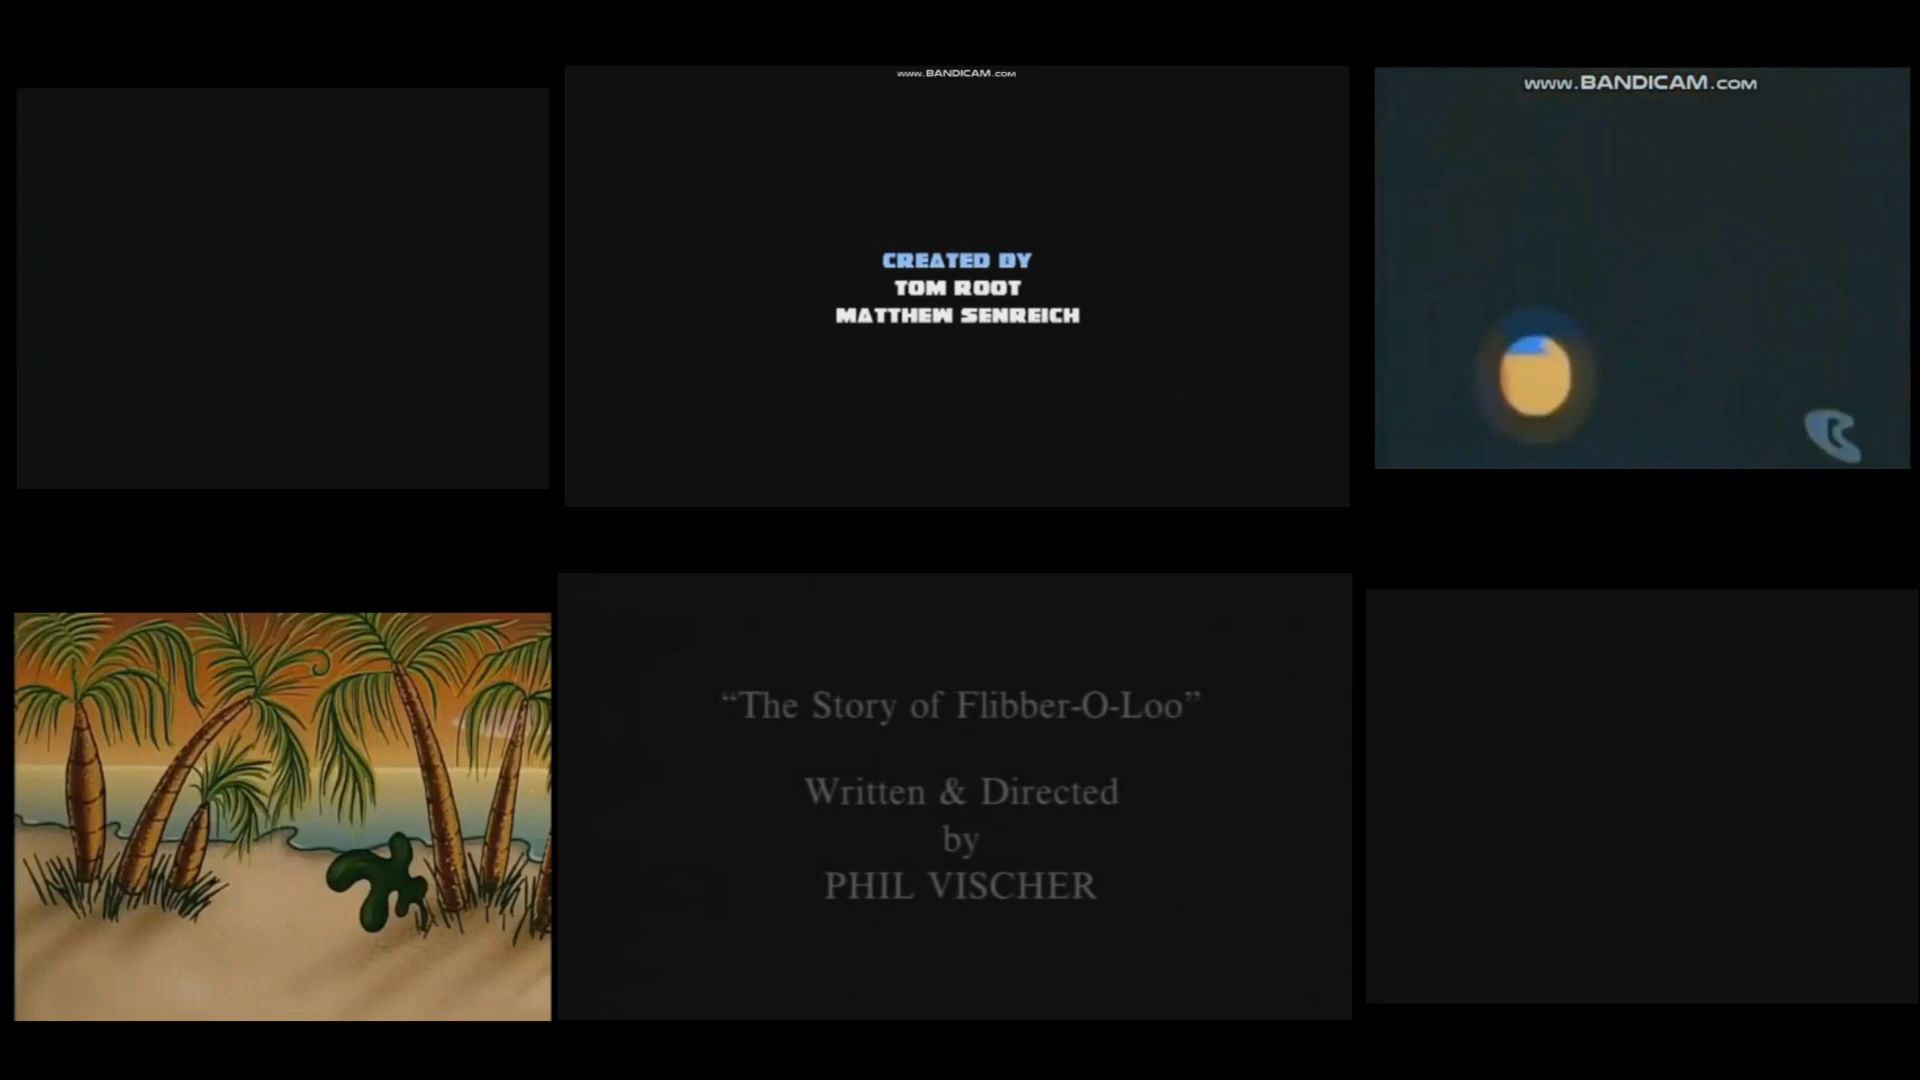 www.BANDICAM.com
CREATED BY
TOM ROOT
MATTHEW SENREICH
www.BANDICAM.com
“The Story of Flibber-O-Loo”
Written & Directed
by
PHIL VISCHER